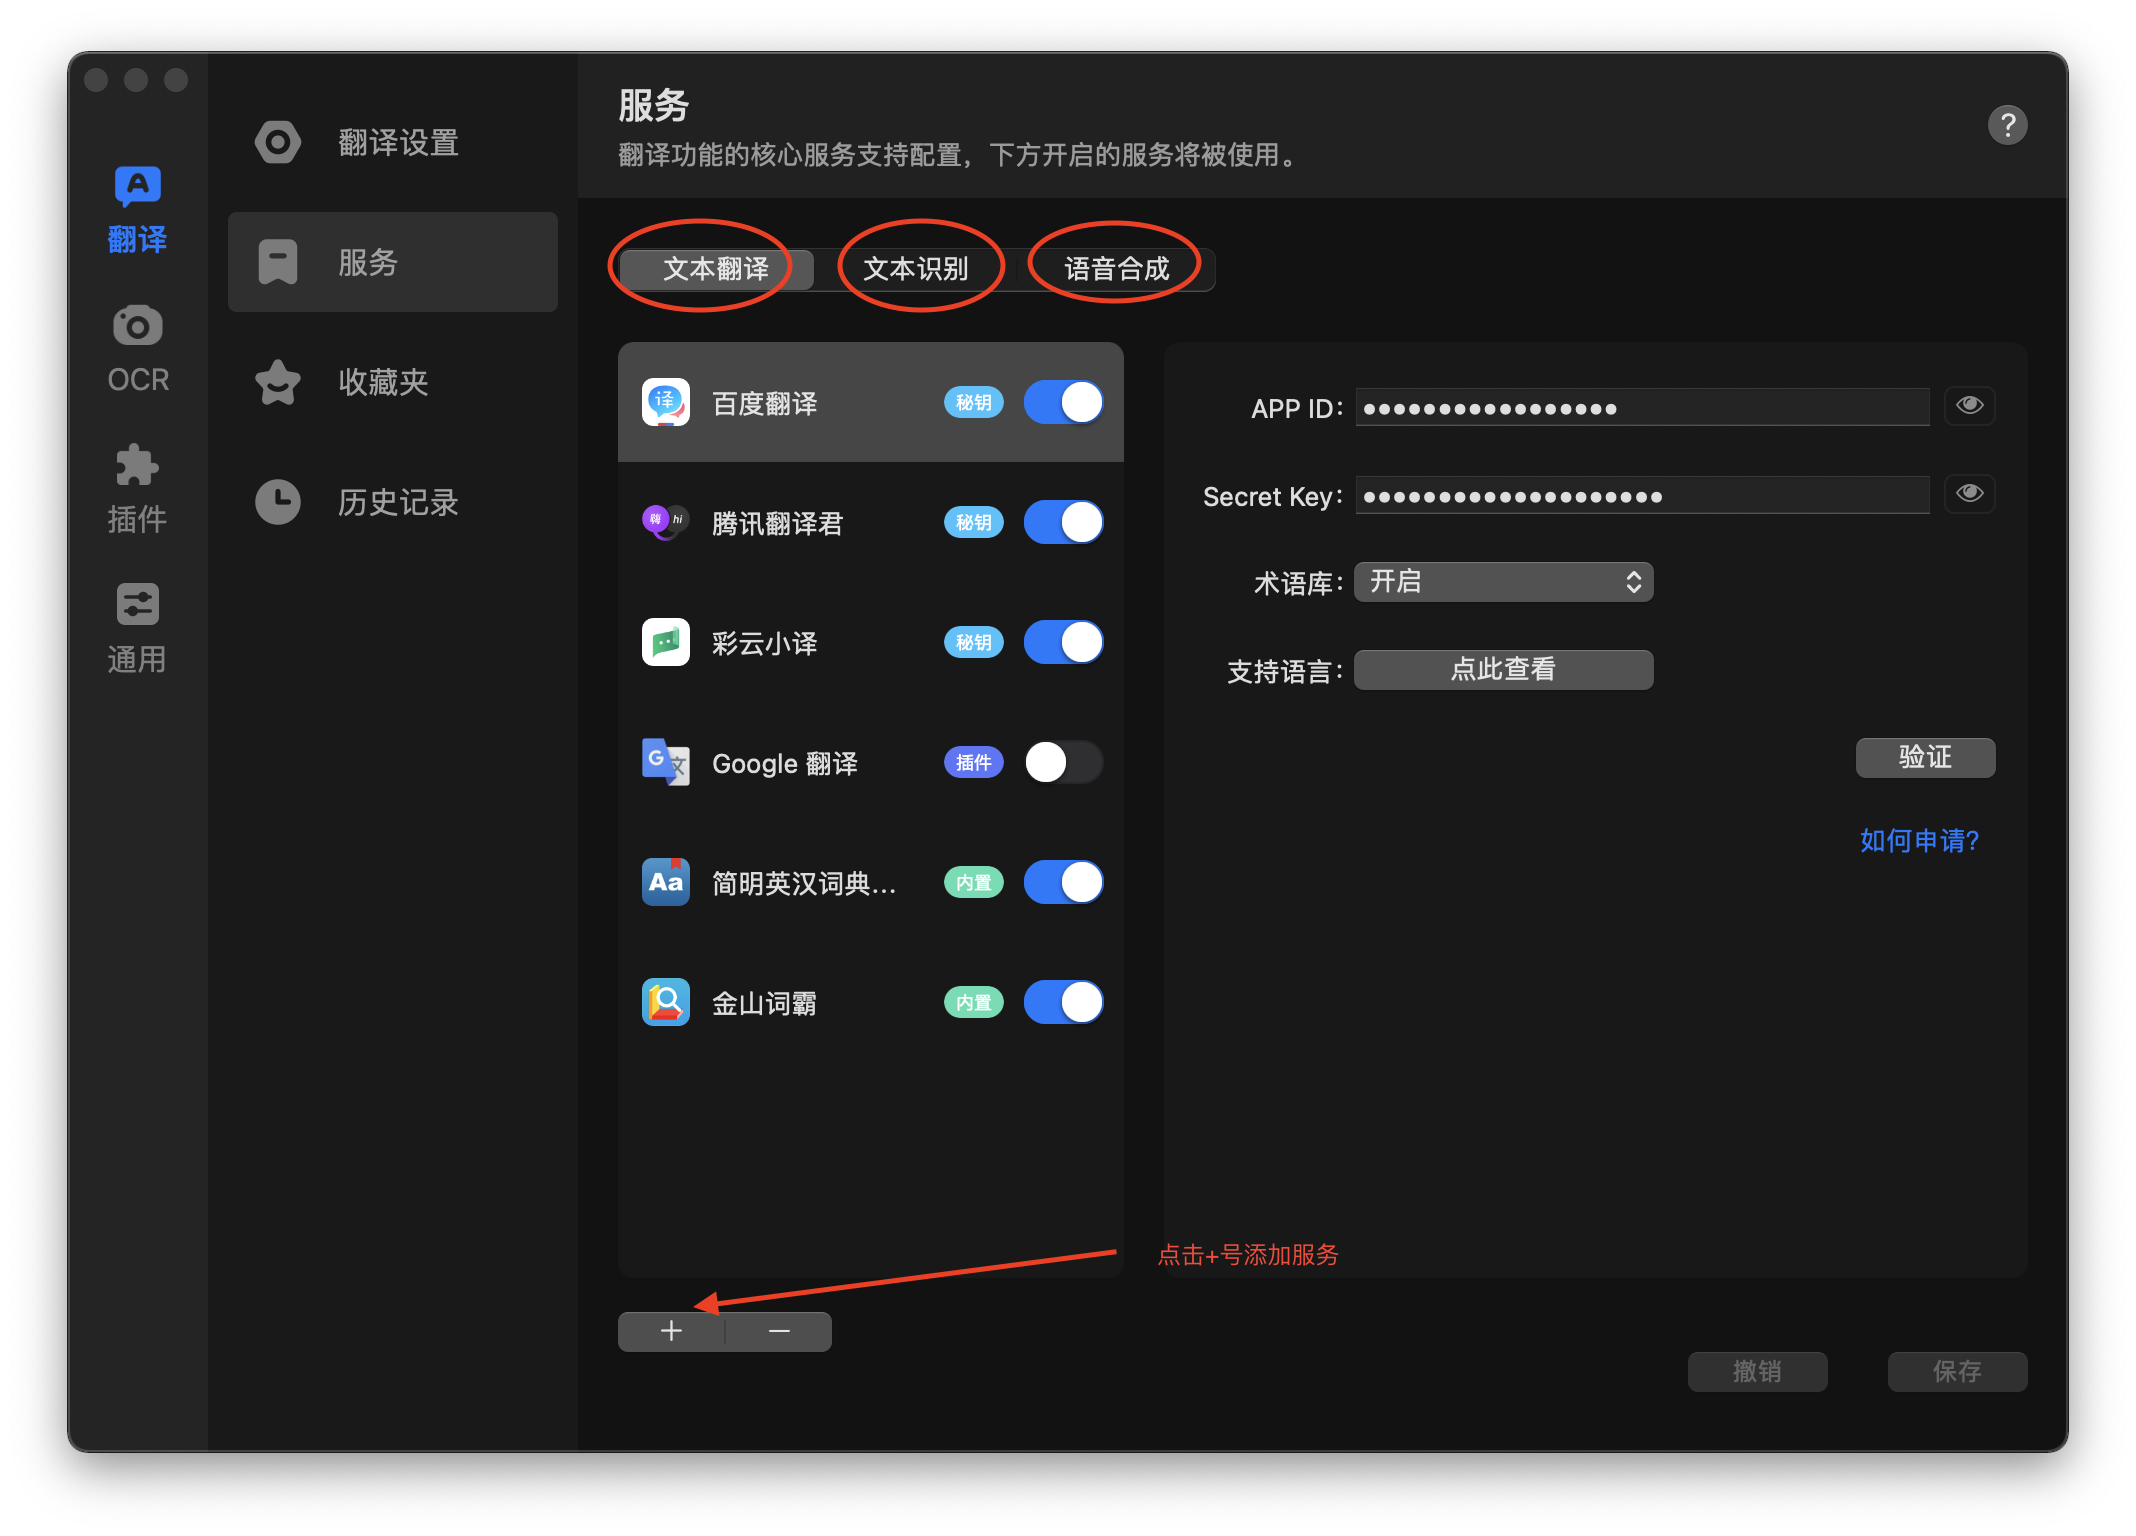 翻译
OCR
插件
通用
翻译设置
服务
收藏夹
历史记录
服务
翻译功能的核心服务支持配置，下方开启的服务将被使用。
?
文本翻译
文本识别
语音合成
译
百度翻译
秘钥
嗨 hi
腾讯翻译君
秘钥
彩云小译
秘钥
G 文
Google 翻译
插件
Aa
简明英汉词典...
内置
金山词霸
内置
APP ID：
Secret Key：
术语库：
开启
支持语言：
点此查看
验证
如何申请？
点击+号添加服务
撤销
保存